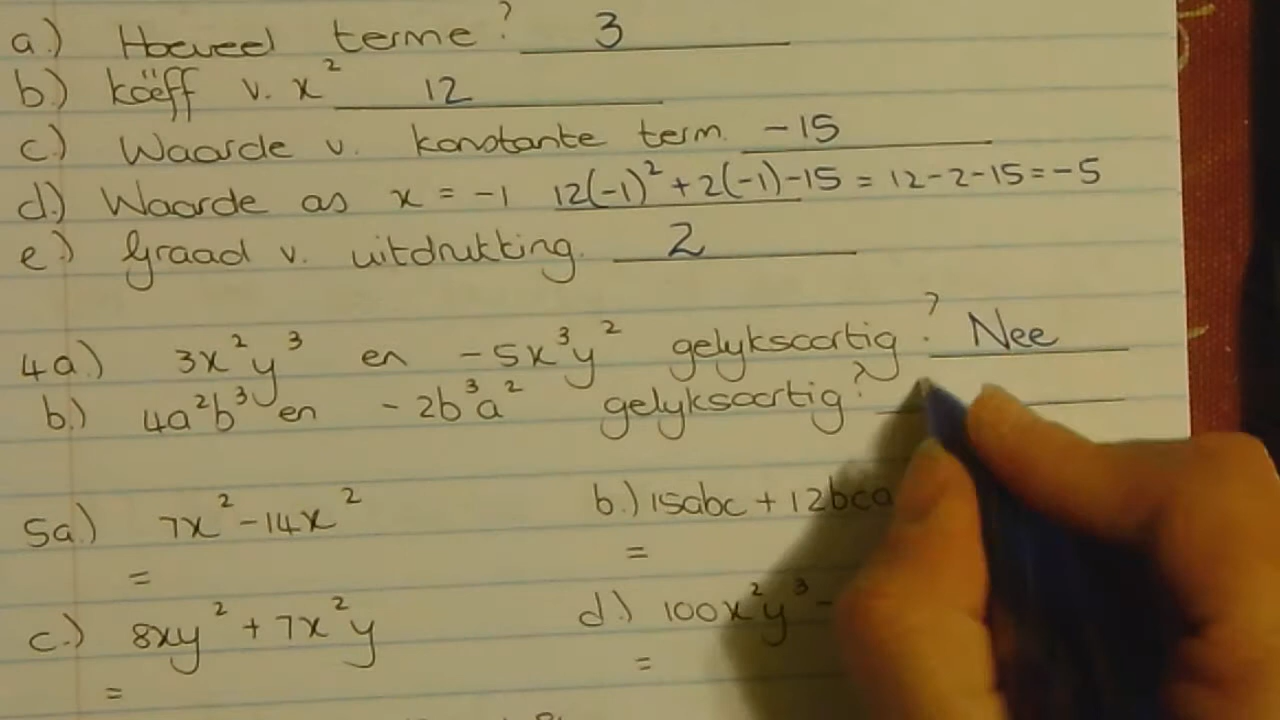 a.) Hoeveel terme? 3
b.) koëff v. x² 12
c.) Waarde v. konstante term. -15
d.) Waarde as x = -1 12(-1)² + 2(-1) - 15 = 12 - 2 - 15 = -5
e.) Graad v. uitdrukking. 2
4a.) 3x²y³ en -5x³y² gelyksoortig? Nee
b.) 4a²b³ en -2b³a² gelyksoortig?
5a.) 7x² - 14x² b.) 15abc + 12bca
= =
c.) 8xy² + 7x²y d.) 100x²y³ -
= =